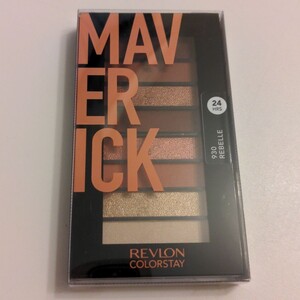 MAV
ER
ICK
24
HRS
930
REBELLE
REVLON
COLORSTAY